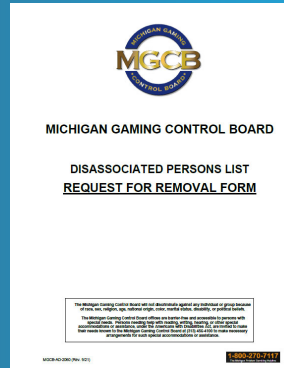 MICHIGAN GAMING
MGCB
CONTROL BOARD
MICHIGAN GAMING CONTROL BOARD
DISASSOCIATED PERSONS LIST
REQUEST FOR REMOVAL FORM
The Michigan Gaming Control Board will not discriminate against any individual or group because
of race, sex, religion, age, national origin, color, marital status, disability, or political beliefs.
The Michigan Gaming Control Board offices are barrier-free and accessible to persons with
special needs. Persons needing help with reading, writing, hearing, or other special
accommodations or assistance, under the Americans with Disabilities Act, are invited to make
their needs known to the Michigan Gaming Control Board at (313) 456-4100 to make necessary
arrangements for such special accommodations or assistance.
MGCB-AD-2060 (Rev. 9/21)
1-800-270-7117